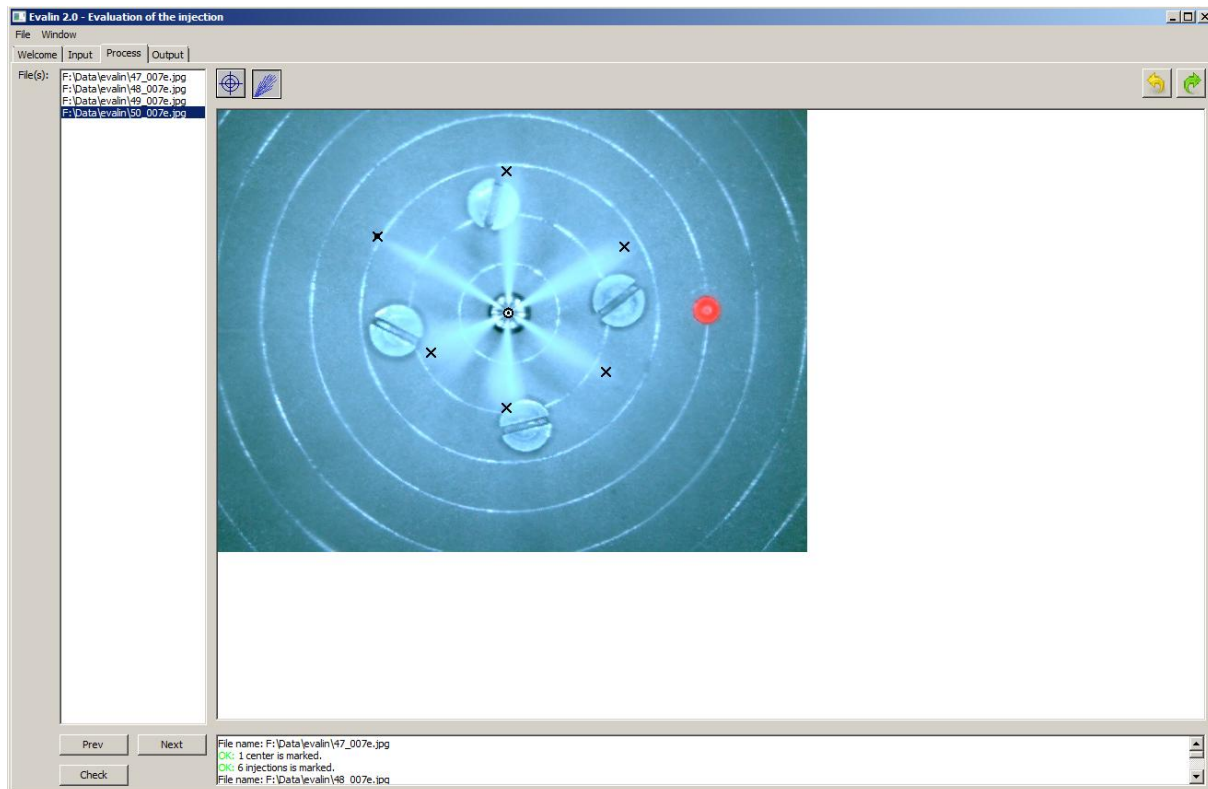 Evalin 2.0 - Evaluation of the injection
File Window
Welcome Input Process Output
File(s):
F:\Data\evalin\47_007e.jpg
F:\Data\evalin\48_007e.jpg
F:\Data\evalin\49_007e.jpg
F:\Data\evalin\50_007e.jpg
Prev Next
Check
File name: F:\Data\evalin\47_007e.jpg
OK: 1 center is marked.
OK: 6 injections is marked.
File name: F:\Data\evalin\48_007e.jpg